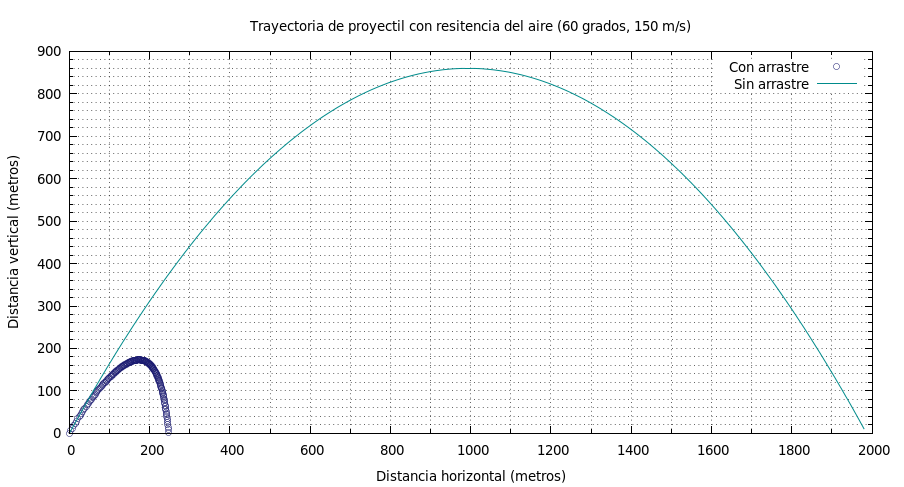 Trayectoria de proyectil con resitencia del aire (60 grados, 150 m/s)
Con arrastre
Sin arrastre
900
800
700
600
500
400
300
200
100
0
Distancia vertical (metros)
0 200 400 600 800 1000 1200 1400 1600 1800 2000
Distancia horizontal (metros)